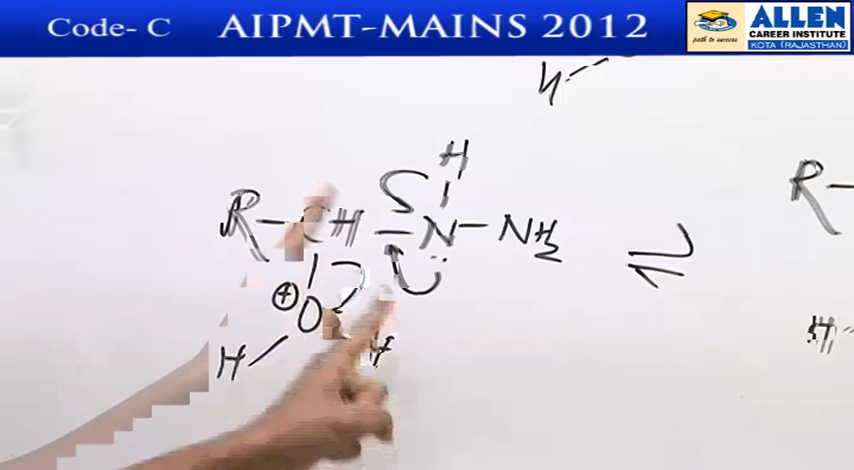 Code- C
AIPMT-MAINS 2012
ALLEN
CAREER INSTITUTE
KOTA (RAJASTHAN)
path to success
H
H
R-CH-N-NH2
R-
+
O
H
H
H